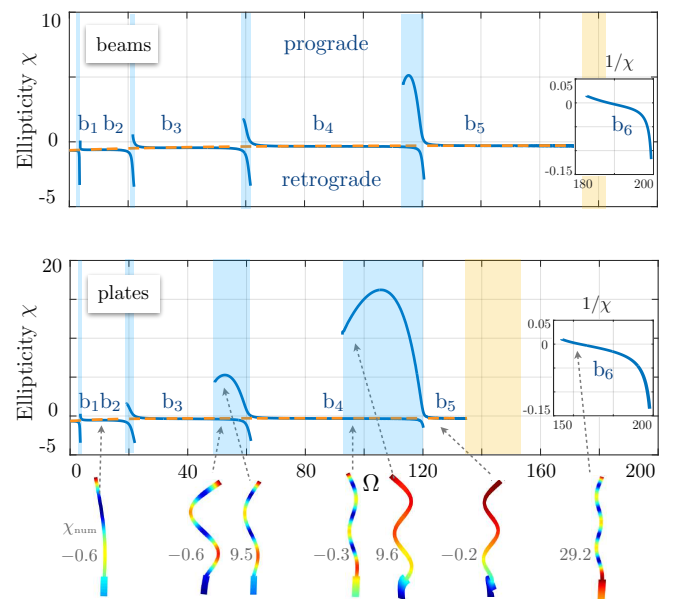 10
beams
prograde
1/χ
0.05
0
b₁ b₂
b₃
b₄
b₅
b₆
Ellipticity χ
0
retrograde
-0.15
180
200
-5
20
plates
1/χ
0.05
0
b₆
Ellipticity χ
b₁b₂
b₃
b₄
b₅
0
-0.15
150
200
-5
0
40
80
Ω
120
160
200
χnum
−0.6
−0.6
9.5
−0.3
9.6
−0.2
29.2